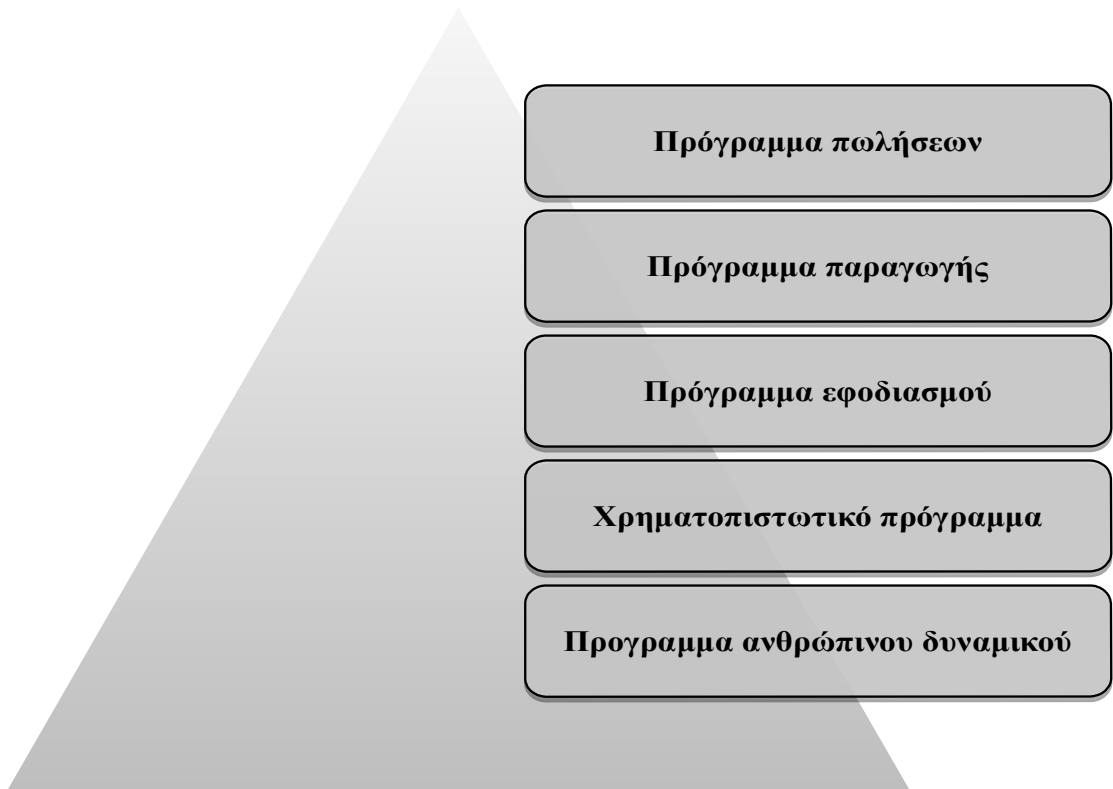 Πρόγραμμα πωλήσεων
Πρόγραμμα παραγωγής
Πρόγραμμα εφοδιασμού
Χρηματοπιστωτικό πρόγραμμα
Προγραμμα ανθρώπινου δυναμικού